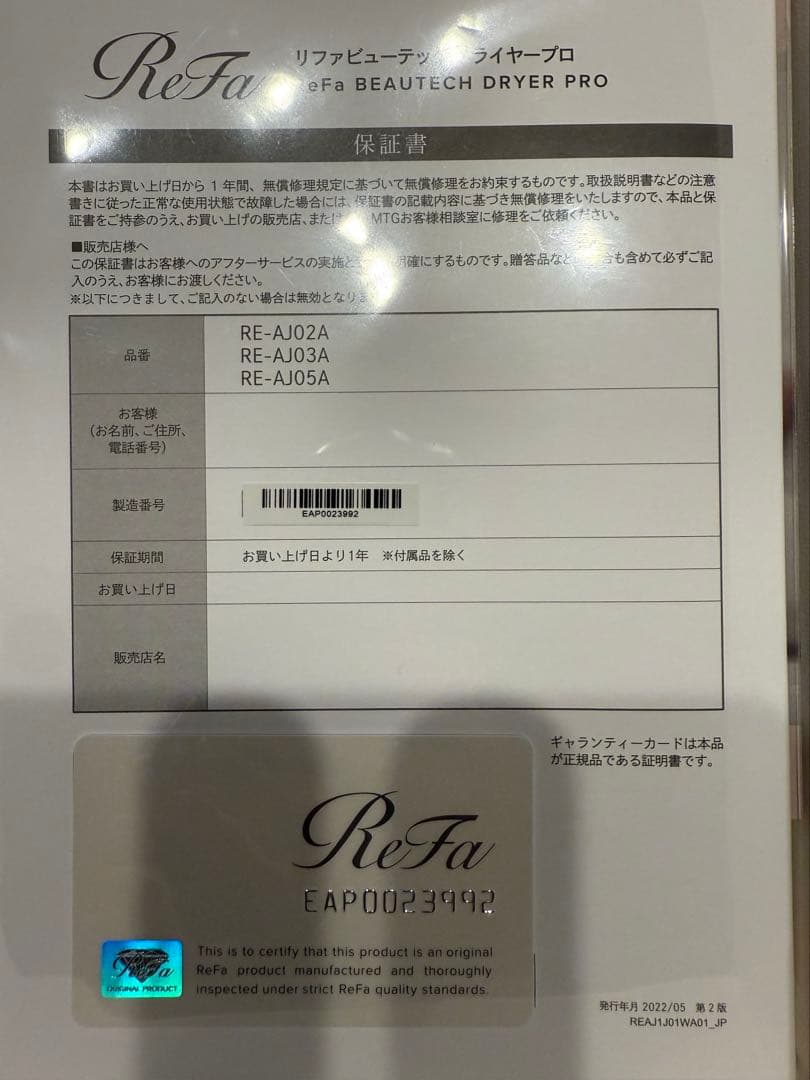 ReFa
リファビューテッ ライヤープロ
eFa BEAUTECH DRYER PRO
保証書
本書はお買い上げ日から 1 年間、無償修理規定に基づいて無償修理をお約束するものです。取扱説明書などの注意
書きに従った正常な使用状態で故障した場合には、保証書の記載内容に基づき無償修理をいたしますので、本品と保
証書をご持参のうえ、お買い上げの販売店、または MTGお客様相談室に修理をご依頼ください。
■販売店様へ
この保証書はお客様へのアフターサービスの実施と 明確にするものです。贈答品など 合も含めて必ずご記
入のうえ、お客様にお渡しください。
※以下につきまして、ご記入のない場合は無効となりま
品番
RE-AJ02A
RE-AJ03A
RE-AJ05A
お客様
(お名前、ご住所、
電話番号)
製造番号
EAP0023992
保証期間
お買い上げ日より1年 ※付属品を除く
お買い上げ日
販売店名
ギャランティーカードは本品
が正規品である証明書です。
ReFa
EAP0023992
ReFa
ORIGINAL PRODUCT
This is to certify that this product is an original
ReFa product manufactured and thoroughly
inspected under strict ReFa quality standards.
発行年月 2022/05 第2版
REAJ1J01WA01_JP